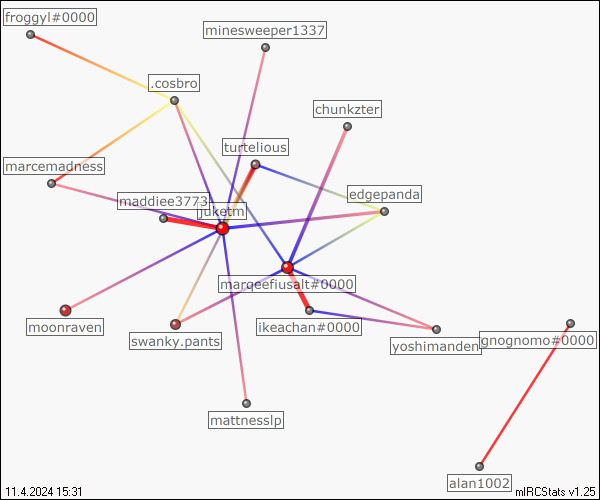 froggyl#0000
minesweeper1337
.cosbro
chunkzter
turtelious
marcemadness
edgepanda
maddiee3773
juketm
marqeefiusalt#0000
moonraven
ikeachan#0000
swanky.pants
gnognomo#0000
yoshimanden
mattnesslp
alan1002
11.4.2024 15:31
mIRCStats v1.25